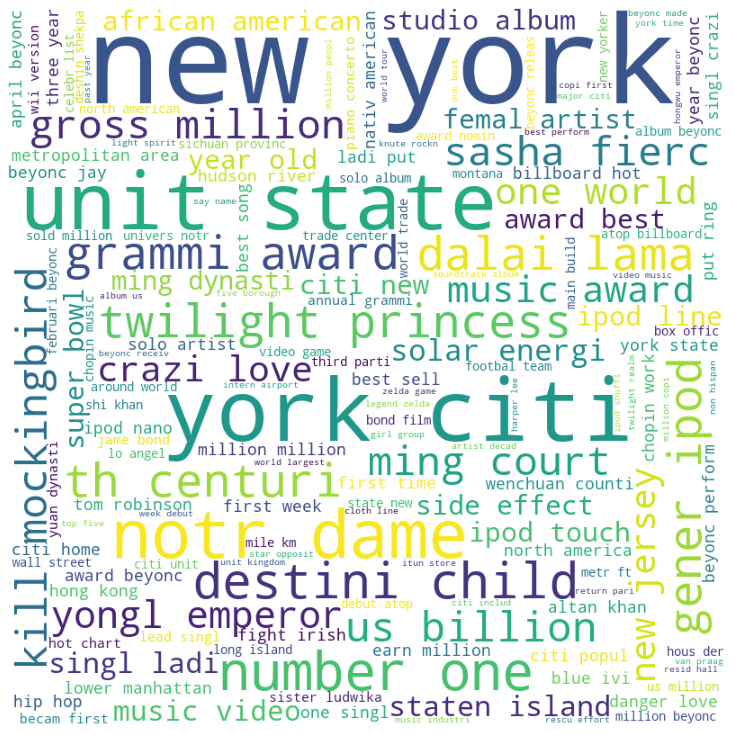 new york
african american
studio album
beyonc made
york time
april beyonc
wii version
three year
celebr list
deshin shekpa
past year
million peopl
piano concerto
world tour
nativ american
one best
beyonc releas
copi first
major citi
new yorker
hongwu emperor
singl crazi
year beyonc
north american
gross million
femal artist
award nomin
best perform
album beyonc
light spirit
sichuan provinc
knute rockn
sasha fierc
metropolitan area
year old
ladi put
billboard hot
beyonc jay
hudson river
solo album
montana
one world
unit state
say name
best song
award best
put ring
sold million
univers notr
trade center
world trade
atop billboard
grammi award
dalai lama
soundtrack album
main build
video music
ming dynasti
citi new
music award
ipod line
mockingbird
februari beyonc
super bowl
chopin music
album us
five borough
annual grammi
box offic
twilight princess
solo artist
solar energi
york state
beyonc receiv
video game
third parti
footbal team
crazi love
around world
intern airport
best sell
zelda game
harper lee
ipod shuffl
twilight realm
million copi
chopin work
non hispan
shi khan
ipod nano
bond film
legend zelda
girl group
artist decad
jame bond
lo angel
million million
york citi
gener ipod
kill
yuan dynasti
world largest
ming court
th centuri
first time
wenchuan counti
tom robinson
first week
state new
side effect
new jersey
beyonc perform
top five
week debut
cloth line
notr dame
ipod touch
citi home
mile km
north america
wall street
star opposit
citi unit
unit kingdom
itun store
metr ft
return pari
award beyonc
hong kong
destini child
yongl emperor
debut atop
citi includ
altan khan
us billion
lead singl
fight irish
hot chart
long island
earn million
citi popul
hous der
van praag
resid hall
singl ladi
number one
blue ivi
us million
lower manhattan
sister ludwika
staten island
danger love
hip hop
becam first
music video
one singl
music industri
rescu effort
million beyonc